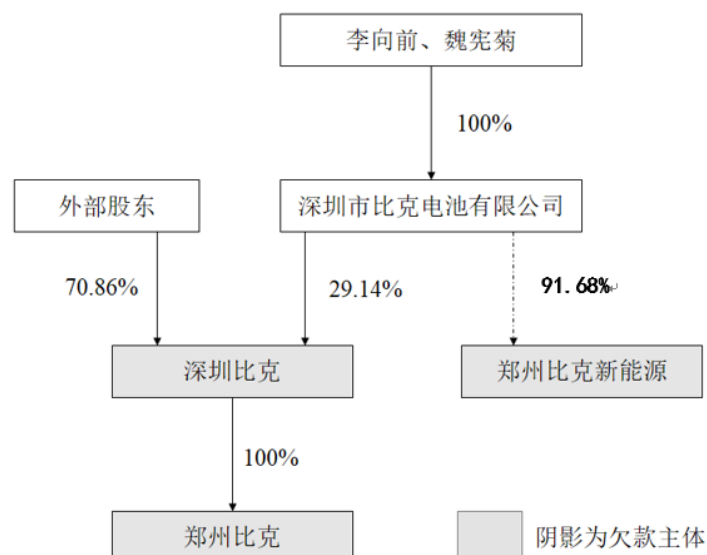 李向前、魏宪菊
100%
外部股东
深圳市比克电池有限公司
70.86%
29.14%
91.68%
深圳比克
郑州比克新能源
100%
郑州比克
阴影为欠款主体